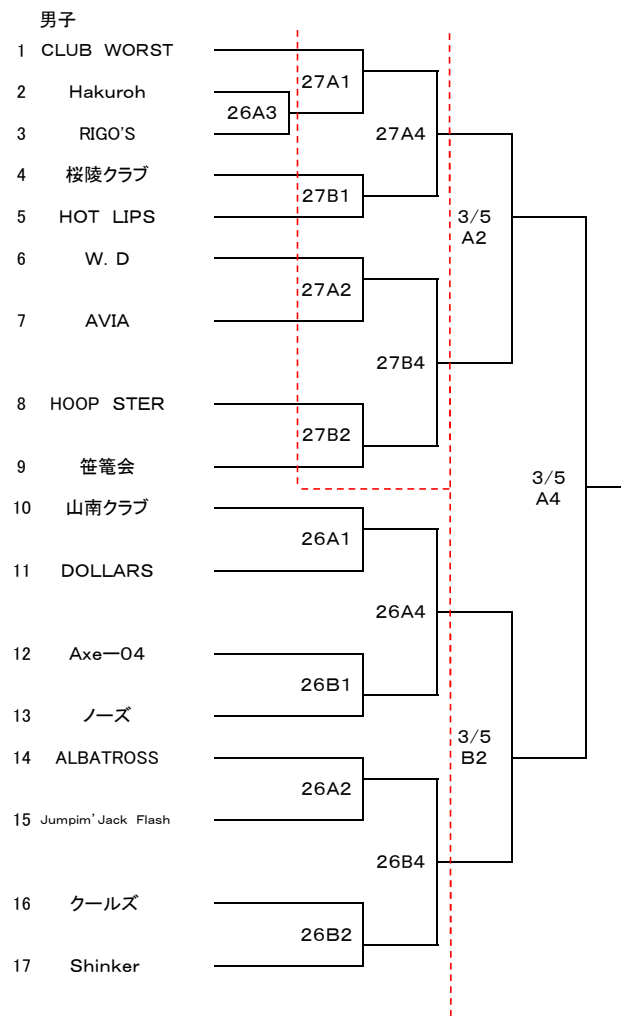 男子
1 CLUB WORST
27A1
2 Hakuroh
26A3
3 RIGO'S
27A4
4 桜陵クラブ
27B1
5 HOT LIPS
3/5
A2
6 W. D
27A2
7 AVIA
27B4
8 HOOP STER
27B2
9 笹篭会
3/5
A4
10 山南クラブ
26A1
11 DOLLARS
26A4
12 Axeー04
26B1
13 ノーズ
3/5
B2
14 ALBATROSS
26A2
15 Jumpim'Jack Flash
26B4
16 クールズ
26B2
17 Shinker